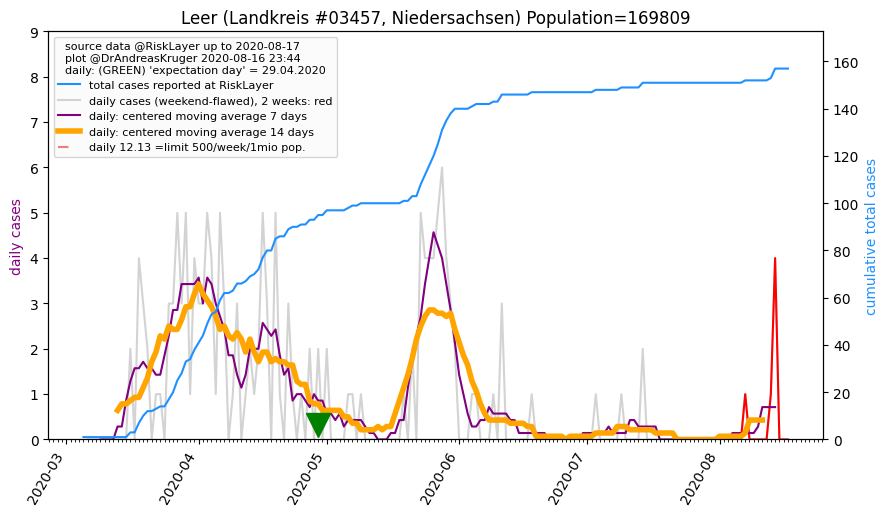 Leer (Landkreis #03457, Niedersachsen) Population=169809
source data @RiskLayer up to 2020-08-17
plot @DrAndreasKruger 2020-08-16 23:44
daily: (GREEN) 'expectation day' = 29.04.2020
total cases reported at RiskLayer
daily cases (weekend-flawed), 2 weeks: red
daily: centered moving average 7 days
daily: centered moving average 14 days
daily 12.13 =limit 500/week/1mio pop.
daily cases
9
8
7
6
5
4
3
2
1
0
160
140
120
100
80
60
40
20
0
cumulative total cases
2020-03
2020-04
2020-05
2020-06
2020-07
2020-08